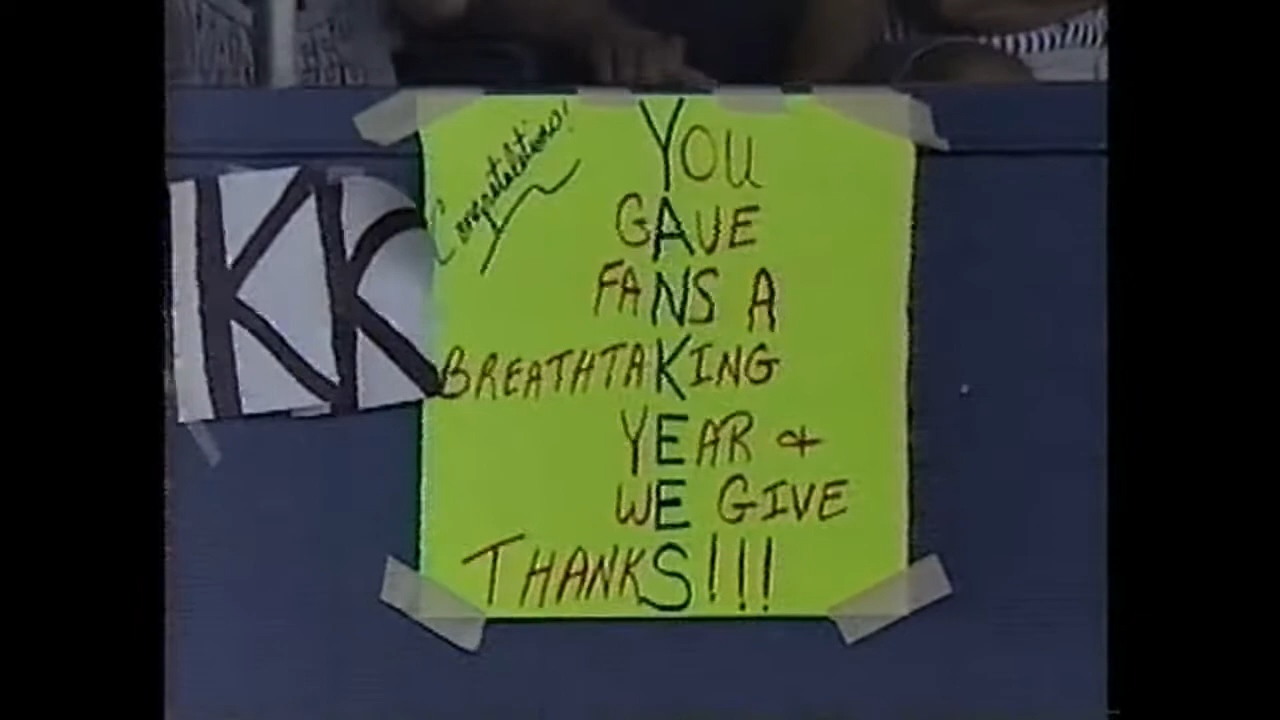 KK
Congratulations!
YOU
GAVE
FANS A
BREATHTAKING
YEAR &
WE GIVE
THANKS!!!